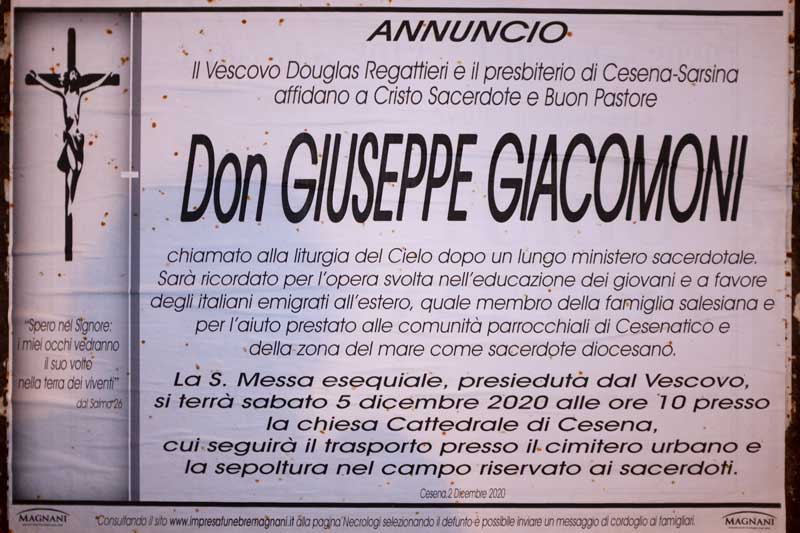 ANNUNCIO
Il Vescovo Douglas Regattieri e il presbiterio di Cesena-Sarsina
affidano a Cristo Sacerdote e Buon Pastore
Don GIUSEPPE GIACOMONI
chiamato alla liturgia del Cielo dopo un lungo ministero sacerdotale.
Sarà ricordato per l'opera svolta nell'educazione dei giovani e a favore
degli italiani emigrati all'estero, quale membro della famiglia salesiana e
per l'aiuto prestato alle comunità parrocchiali di Cesenatico e
della zona del mare come sacerdote diocesano.
La S. Messa esequiale, presieduta dal Vescovo,
si terrà sabato 5 dicembre 2020 alle ore 10 presso
la chiesa Cattedrale di Cesena,
cui seguirà il trasporto presso il cimitero urbano e
la sepoltura nel campo riservato ai sacerdoti.
Cesena,2 Dicembre 2020
"Spero nel Signore:
i miei occhi vedranno
il suo volto
nella terra dei viventi"
dal Salmo 26
MAGNANI
Consultando il sito www.impresafunebremagnani.it alla pagina Necrologi selezionando il defunto è possibile inviare un messaggio di cordoglio ai famigliari.
MAGNANI